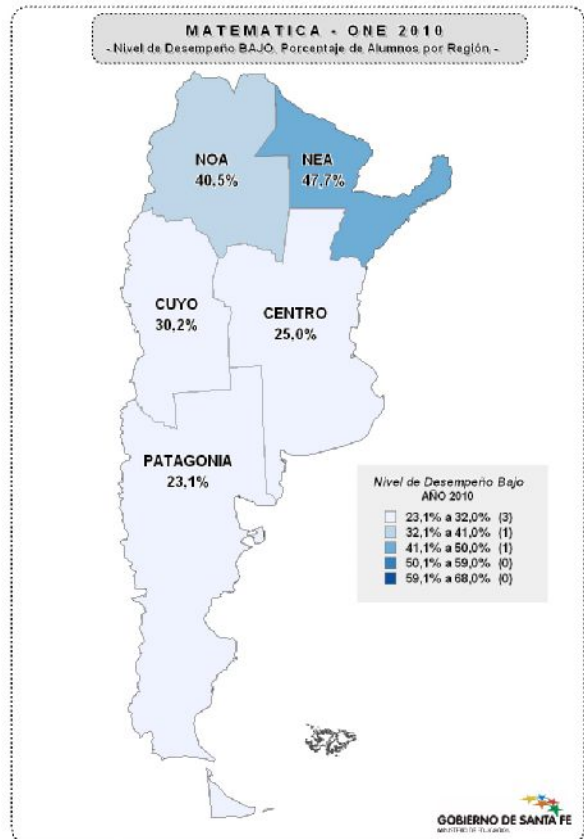 MATEMATICA - ONE 2010
- Nivel de Desempeño BAJO. Porcentaje de Alumnos por Región. -
NOA
40,5%
NEA
47,7%
CUYO
30,2%
CENTRO
25,0%
PATAGONIA
23,1%
Nivel de Desempeño Bajo
AÑO 2010
23,1% a 32,0% (3)
32,1% a 41,0% (1)
41,1% a 50,0% (1)
50,1% a 59,0% (0)
59,1% a 68,0% (0)
GOBIERNO DE SANTA FE
MINISTERIO DE EDUCACION